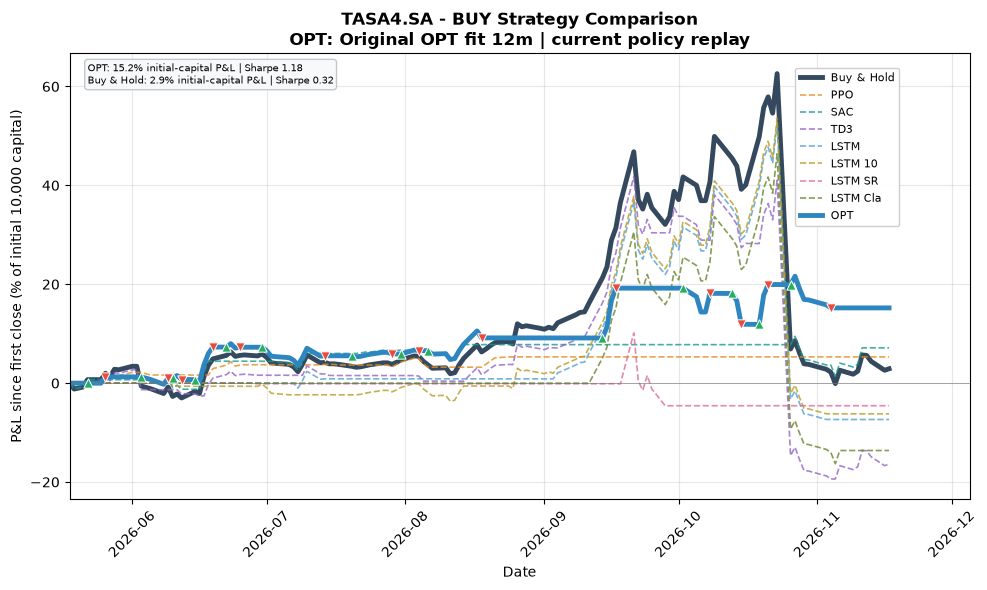 TASA4.SA - BUY Strategy Comparison
OPT: Original OPT fit 12m | current policy replay
OPT: 15.2% initial-capital P&L | Sharpe 1.18
Buy & Hold: 2.9% initial-capital P&L | Sharpe 0.32
Buy & Hold
PPO
SAC
TD3
LSTM
LSTM 10
LSTM SR
LSTM Cla
OPT
P&L since first close (% of initial 10,000 capital)
60
40
20
0
−20
2026-06
2026-07
2026-08
2026-09
2026-10
2026-11
2026-12
Date